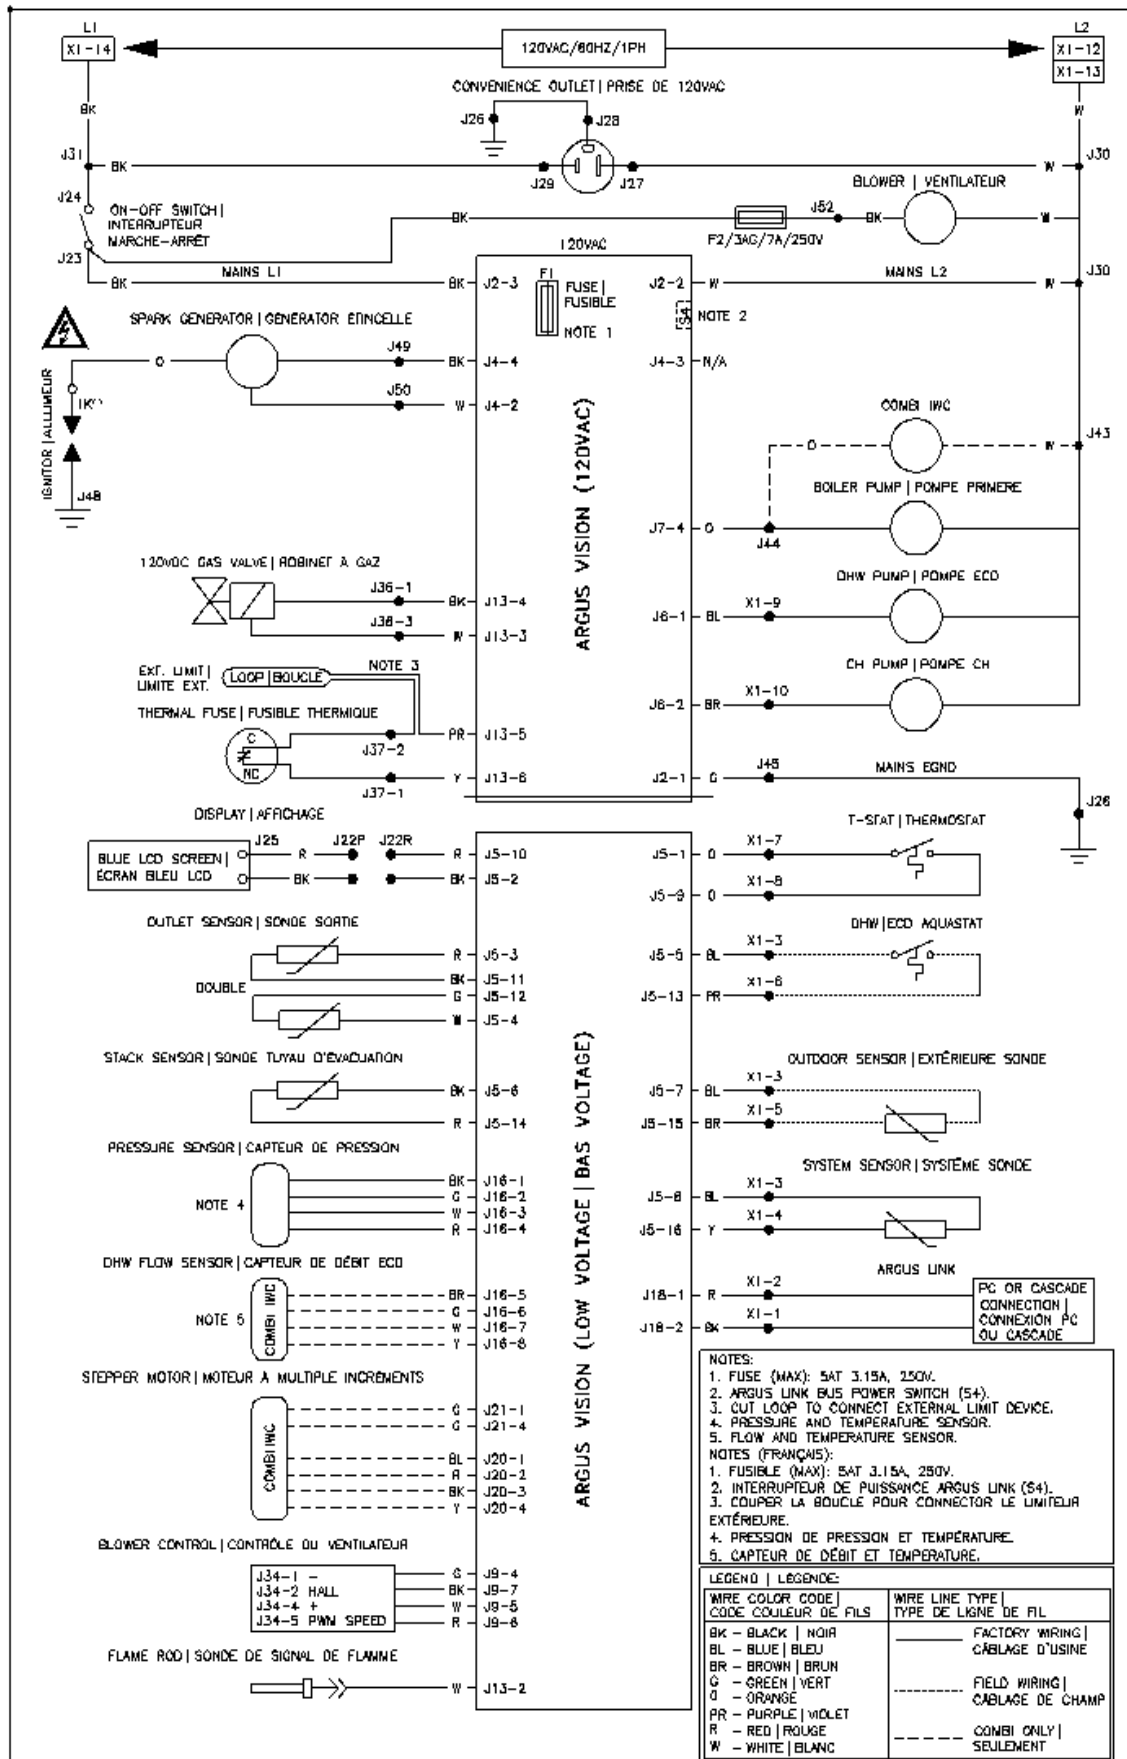 L1
X1-14
120VAC/60HZ/1PH
L2
X1-12
X1-13
CONVENIENCE OUTLET | PRISE DE 120VAC
BK
W
J26
J28
J31
BK
J29
J27
W
J30
BLOWER | VENTILATEUR
J24
ON-OFF SWITCH |
INTERRUPTEUR
MARCHE-ARRÊT
BK
J52
BK
W
F2/3AG/7A/250V
J23
120VAC
MAINS L1
MAINS L2
J30
BK
BK
J2-3
F1
FUSE |
FUSIBLE
NOTE 1
J2-2
W
W
S4
NOTE 2
SPARK GENERATOR | GÉNÉRATOR ÉTINCELLE
J49
O
BK
J4-4
J4-3
N/A
J50
W
J4-2
IGNITOR | ALLUMEUR
J48
COMBI IWC
O
W
J43
BOILER PUMP | POMPE PRIMERE
J7-4
O
J44
ARGUS VISION (120VAC)
120VDC GAS VALVE | ROBINET À GAZ
J36-1
BK
J13-4
J36-3
W
J13-3
DHW PUMP | POMPE ECD
X1-9
J6-1
BL
CH PUMP | POMPE CH
X1-10
J6-2
BR
EXT. LIMIT |
LIMITE EXT.
LOOP | BOUCLE
NOTE 3
THERMAL FUSE | FUSIBLE THERMIQUE
C
NC
J37-2
PR
J13-5
J37-1
Y
J13-6
J45
J2-1
G
MAINS EGND
J26
DISPLAY | AFFICHAGE
BLUE LCD SCREEN |
ÉCRAN BLEU LCD
J25
J22P
J22R
R
R
J5-10
BK
BK
J5-2
T-STAT | THERMOSTAT
X1-7
J5-1
O
X1-8
J5-9
O
OUTLET SENSOR | SONDE SORTIE
R
J5-3
BK
J5-11
DOUBLE
G
J5-12
W
J5-4
DHW | ECD AQUASTAT
X1-3
J5-5
BL
X1-6
J5-13
PR
STACK SENSOR | SONDE TUYAU D'ÉVACUATION
BK
J5-6
R
J5-14
OUTDOOR SENSOR | EXTÉRIEURE SONDE
X1-3
J5-7
BL
X1-5
J5-15
BR
PRESSURE SENSOR | CAPTEUR DE PRESSION
NOTE 4
BK
J16-1
G
J16-2
W
J16-3
R
J16-4
SYSTEM SENSOR | SYSTÈME SONDE
X1-3
J5-8
BL
X1-4
J5-16
Y
DHW FLOW SENSOR | CAPTEUR DE DÉBIT ECD
NOTE 5
COMBI IWC
BR
J16-5
G
J16-6
W
J16-7
Y
J16-8
ARGUS LINK
X1-2
J18-1
R
X1-1
J18-2
BK
PC OR CASCADE
CONNECTION |
CONNEXION PC
OU CASCADE
ARGUS VISION (LOW VOLTAGE | BAS VOLTAGE)
STEPPER MOTOR | MOTEUR A MULTIPLE INCRÉMENTS
COMBI IWC
G
J21-1
G
J21-4
BL
J20-1
R
J20-2
BK
J20-3
Y
J20-4
BLOWER CONTROL | CONTRÔLE DU VENTILATEUR
J34-1 -
J34-2 HALL
J34-4 +
J34-5 PWM SPEED
G
J9-4
BK
J9-7
W
J9-5
R
J9-8
FLAME ROD | SONDE DE SIGNAL DE FLAMME
W
J13-2
NOTES:
1. FUSE (MAX): 5AT 3.15A, 250V.
2. ARGUS LINK BUS POWER SWITCH (S4).
3. CUT LOOP TO CONNECT EXTERNAL LIMIT DEVICE.
4. PRESSURE AND TEMPERATURE SENSOR.
5. FLOW AND TEMPERATURE SENSOR.
NOTES (FRANÇAIS):
1. FUSIBLE (MAX): 5AT 3.15A, 250V.
2. INTERRUPTEUR DE PUISSANCE ARGUS LINK (S4).
3. COUPER LA BOUCLE POUR CONNECTOR LE LIMITEUR
EXTÉRIEURE.
4. PRESSION DE PRESSION ET TEMPÉRATURE.
5. CAPTEUR DE DÉBIT ET TEMPERATURE.
LEGEND | LÉGENDE:
WIRE COLOR CODE |
CODE COULEUR DE FILS
BK - BLACK | NOIR
BL - BLUE | BLEU
BR - BROWN | BRUN
G - GREEN | VERT
O - ORANGE
PR - PURPLE | VIOLET
R - RED | ROUGE
W - WHITE | BLANC
WIRE LINE TYPE |
TYPE DE LIGNE DE FIL
FACTORY WIRING |
CÂBLAGE D'USINE
FIELD WIRING |
CÂBLAGE DE CHAMP
COMBI ONLY |
SEULEMENT